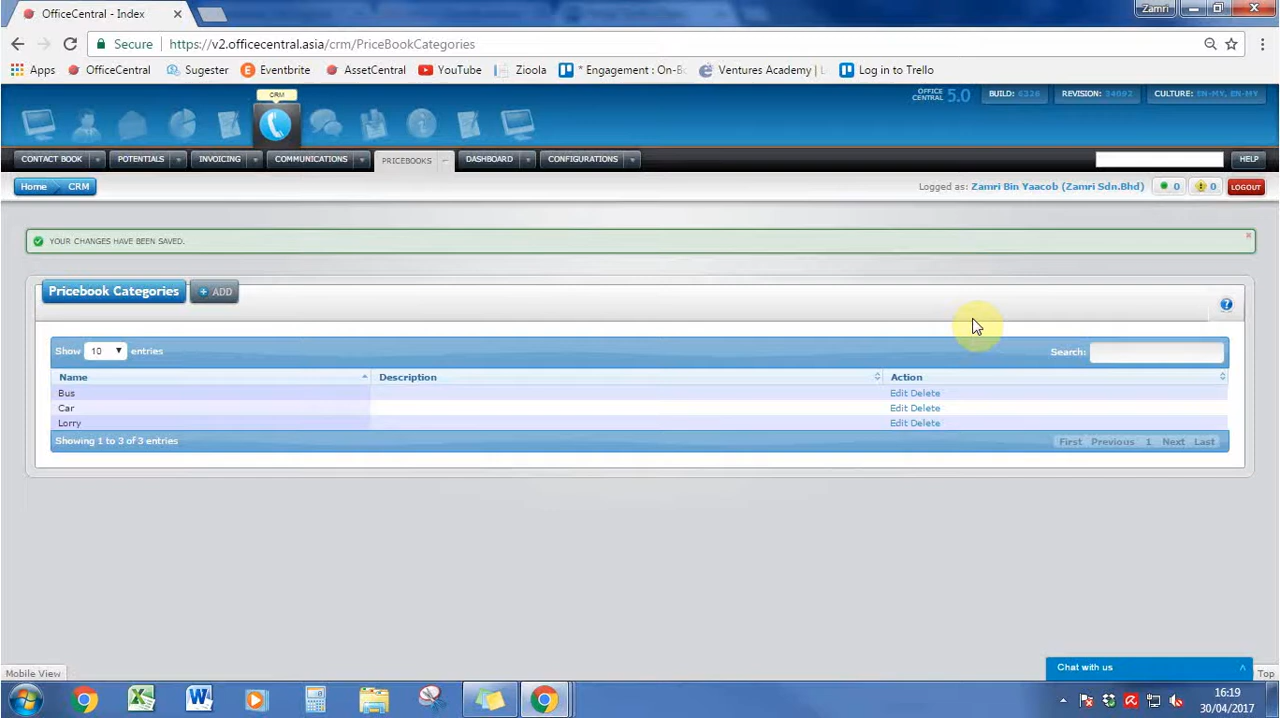 OfficeCentral - Index
Zamri
Secure https://v2.officecentral.asia/crm/PriceBookCategories
Apps OfficeCentral Sugester Eventbrite AssetCentral YouTube Zioola * Engagement : On-B Ventures Academy | L Log in to Trello
CRM
OFFICE CENTRAL 5.0 BUILD: REVISION: CULTURE: EN-MY, EN-MY
CONTACT BOOK POTENTIALS INVOICING COMMUNICATIONS PRICEBOOKS DASHBOARD CONFIGURATIONS HELP
Home CRM Logged as: Zamri Bin Yaacob (Zamri Sdn.Bhd) 0 0 LOGOUT
YOUR CHANGES HAVE BEEN SAVED.
Pricebook Categories + ADD
Show 10 entries Search:
Name Description Action
Bus Edit Delete
Car Edit Delete
Lorry Edit Delete
Showing 1 to 3 of 3 entries First Previous 1 Next Last
Mobile View Chat with us Top
16:19
30/04/2017